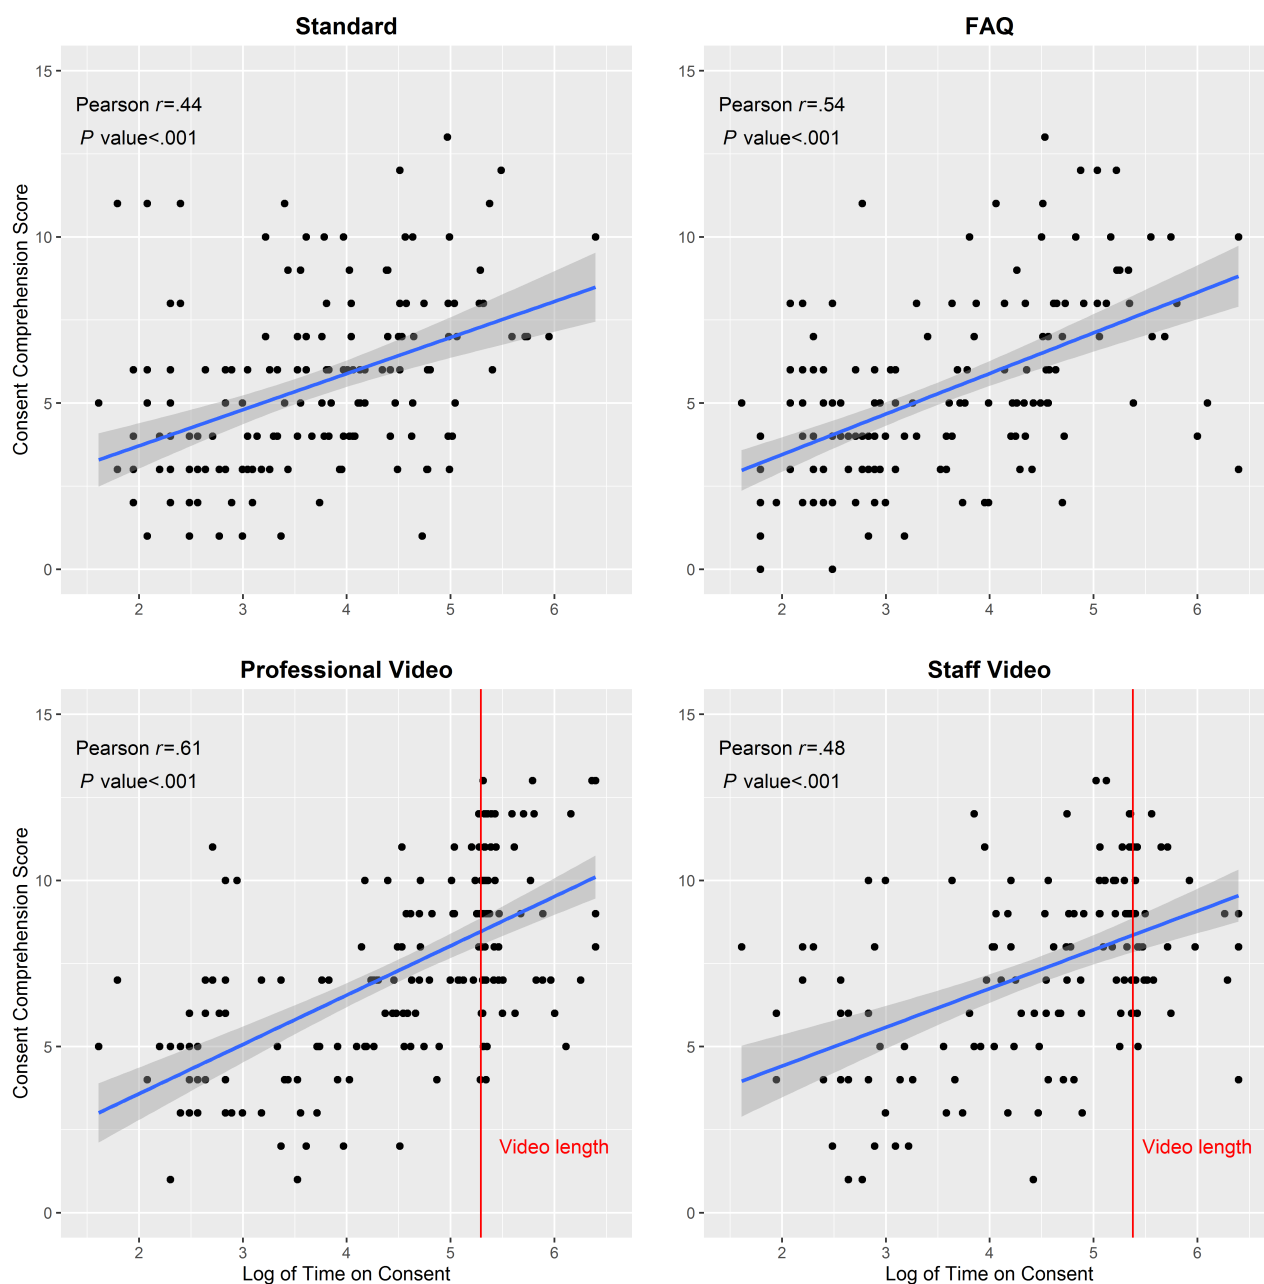 Standard
Pearson r=.44
P value<.001
Consent Comprehension Score
15
10
5
0
2 3 4 5 6
FAQ
Pearson r=.54
P value<.001
15
10
5
0
2 3 4 5 6
Professional Video
Pearson r=.61
P value<.001
Consent Comprehension Score
15
10
5
0
Video length
2 3 4 5 6
Log of Time on Consent
Staff Video
Pearson r=.48
P value<.001
15
10
5
0
Video length
2 3 4 5 6
Log of Time on Consent